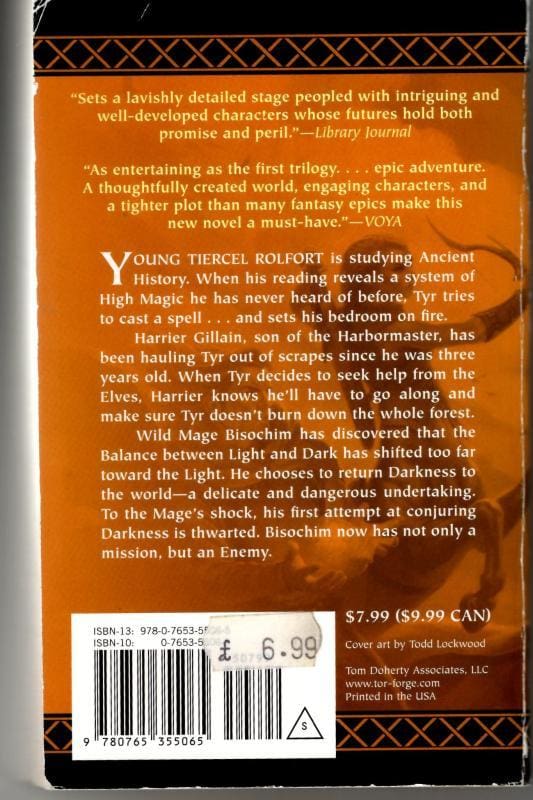 “Sets a lavishly detailed stage peopled with intriguing and
well-developed characters whose futures hold both
promise and peril.”—Library Journal
“As entertaining as the first trilogy. . . . epic adventure.
A thoughtfully created world, engaging characters, and
a tighter plot than many fantasy epics make this
new novel a must-have.”—VOYA
YOUNG TIERCEL ROLFORT is studying Ancient
History. When his reading reveals a system of
High Magic he has never heard of before, Tyr tries
to cast a spell . . . and sets his bedroom on fire.
Harrier Gillain, son of the Harbormaster, has
been hauling Tyr out of scrapes since he was three
years old. When Tyr decides to seek help from the
Elves, Harrier knows he’ll have to go along and
make sure Tyr doesn’t burn down the whole forest.
Wild Mage Bisochim has discovered that the
Balance between Light and Dark has shifted too far
toward the Light. He chooses to return Darkness to
the world—a delicate and dangerous undertaking.
To the Mage’s shock, his first attempt at conjuring
Darkness is thwarted. Bisochim now has not only a
mission, but an Enemy.
ISBN-13: 978-0-7653-5
ISBN-10: 0-7653-5
£ 6.99
S
9 780765 355065
$7.99 ($9.99 CAN)
Cover art by Todd Lockwood
Tom Doherty Associates, LLC
www.tor-forge.com
Printed in the USA